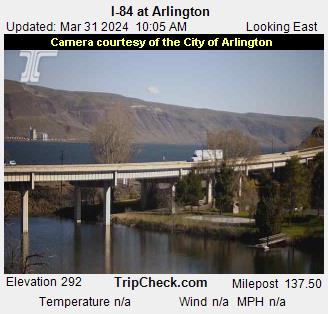 I-84 at Arlington
Updated: Mar 31 2024 10:05 AM Looking East
Camera courtesy of the City of Arlington
Elevation 292 TripCheck.com Milepost 137.50
Temperature n/a Wind n/a MPH n/a